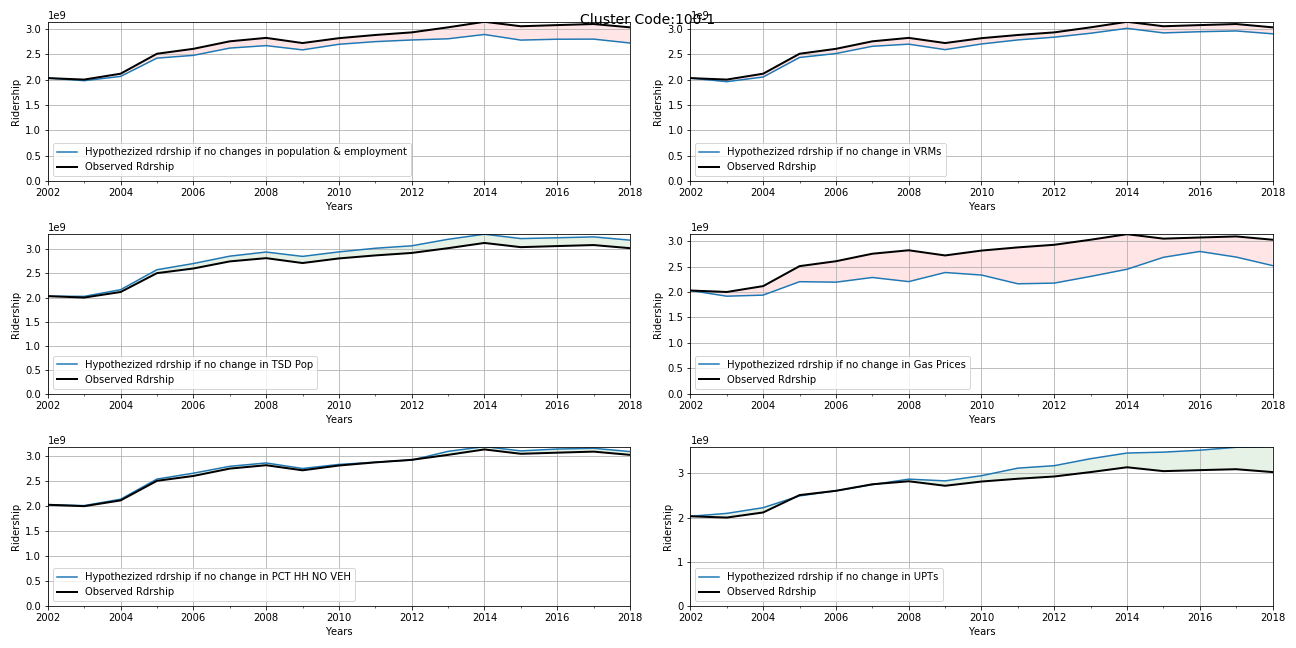 Cluster Code:100-1
1e9
3.0
2.5
2.0
1.5
1.0
0.5
0.0
Ridership
Hypothezized rdrship if no changes in population & employment
Observed Rdrship
2002 2004 2006 2008 2010 2012 2014 2016 2018
Years
1e9
3.0
2.5
2.0
1.5
1.0
0.5
0.0
Ridership
Hypothezized rdrship if no change in VRMs
Observed Rdrship
2002 2004 2006 2008 2010 2012 2014 2016 2018
Years
1e9
3.0
2.5
2.0
1.5
1.0
0.5
0.0
Ridership
Hypothezized rdrship if no change in TSD Pop
Observed Rdrship
2002 2004 2006 2008 2010 2012 2014 2016 2018
Years
1e9
3.0
2.5
2.0
1.5
1.0
0.5
0.0
Ridership
Hypothezized rdrship if no change in Gas Prices
Observed Rdrship
2002 2004 2006 2008 2010 2012 2014 2016 2018
Years
1e9
3.0
2.5
2.0
1.5
1.0
0.5
0.0
Ridership
Hypothezized rdrship if no change in PCT HH NO VEH
Observed Rdrship
2002 2004 2006 2008 2010 2012 2014 2016 2018
Years
1e9
3
2
1
0
Ridership
Hypothezized rdrship if no change in UPTs
Observed Rdrship
2002 2004 2006 2008 2010 2012 2014 2016 2018
Years